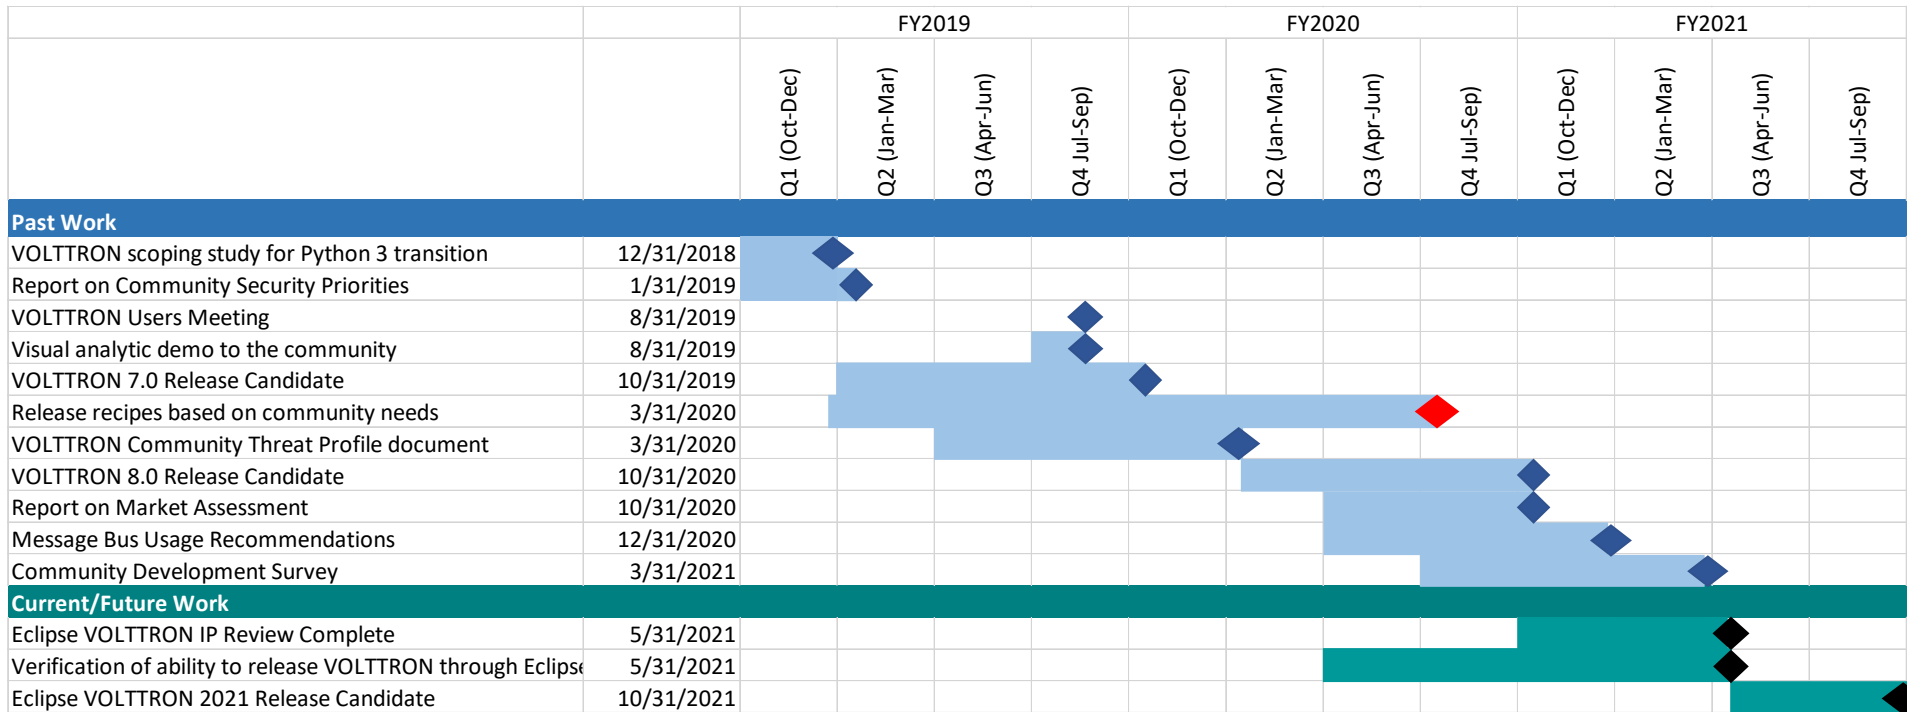 FY2019 FY2020 FY2021
Q1 (Oct-Dec) Q2 (Jan-Mar) Q3 (Apr-Jun) Q4 Jul-Sep) Q1 (Oct-Dec) Q2 (Jan-Mar) Q3 (Apr-Jun) Q4 Jul-Sep) Q1 (Oct-Dec) Q2 (Jan-Mar) Q3 (Apr-Jun) Q4 Jul-Sep)
Past Work
VOLTTRON scoping study for Python 3 transition 12/31/2018
Report on Community Security Priorities 1/31/2019
VOLTTRON Users Meeting 8/31/2019
Visual analytic demo to the community 8/31/2019
VOLTTRON 7.0 Release Candidate 10/31/2019
Release recipes based on community needs 3/31/2020
VOLTTRON Community Threat Profile document 3/31/2020
VOLTTRON 8.0 Release Candidate 10/31/2020
Report on Market Assessment 10/31/2020
Message Bus Usage Recommendations 12/31/2020
Community Development Survey 3/31/2021
Current/Future Work
Eclipse VOLTTRON IP Review Complete 5/31/2021
Verification of ability to release VOLTTRON through Eclipse 5/31/2021
Eclipse VOLTTRON 2021 Release Candidate 10/31/2021